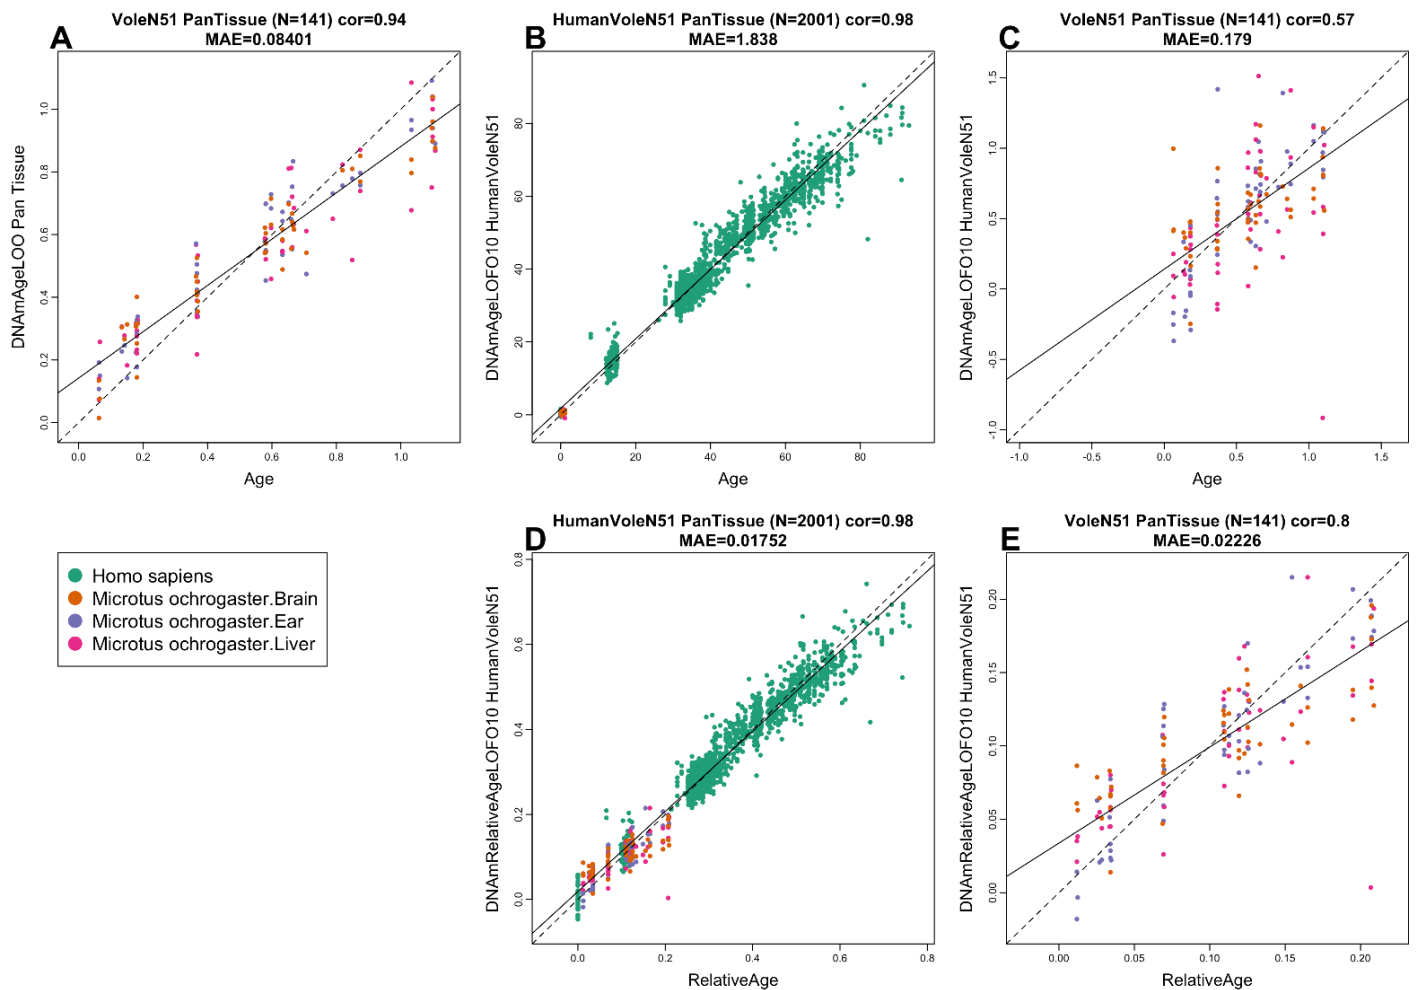 A
VoleN51 PanTissue (N=141) cor=0.94
MAE=0.08401
DNAmAgeLOO Pan Tissue
1.0
0.8
0.6
0.4
0.2
0.0
0.0 0.2 0.4 0.6 0.8 1.0
Age
B
HumanVoleN51 PanTissue (N=2001) cor=0.98
MAE=1.838
DNAmAgeLOFO10 HumanVoleN51
80
60
40
20
0
0 20 40 60 80
Age
C
VoleN51 PanTissue (N=141) cor=0.57
MAE=0.179
DNAmAgeLOFO10 HumanVoleN51
1.5
1.0
0.5
0.0
-0.5
-1.0
-1.0 -0.5 0.0 0.5 1.0 1.5
Age
Homo sapiens
Microtus ochrogaster.Brain
Microtus ochrogaster.Ear
Microtus ochrogaster.Liver
D
HumanVoleN51 PanTissue (N=2001) cor=0.98
MAE=0.01752
DNAmRelativeAgeLOFO10 HumanVoleN51
0.8
0.6
0.4
0.2
0.0
0.0 0.2 0.4 0.6 0.8
RelativeAge
E
VoleN51 PanTissue (N=141) cor=0.8
MAE=0.02226
DNAmRelativeAgeLOFO10 HumanVoleN51
0.20
0.15
0.10
0.05
0.00
0.00 0.05 0.10 0.15 0.20
RelativeAge